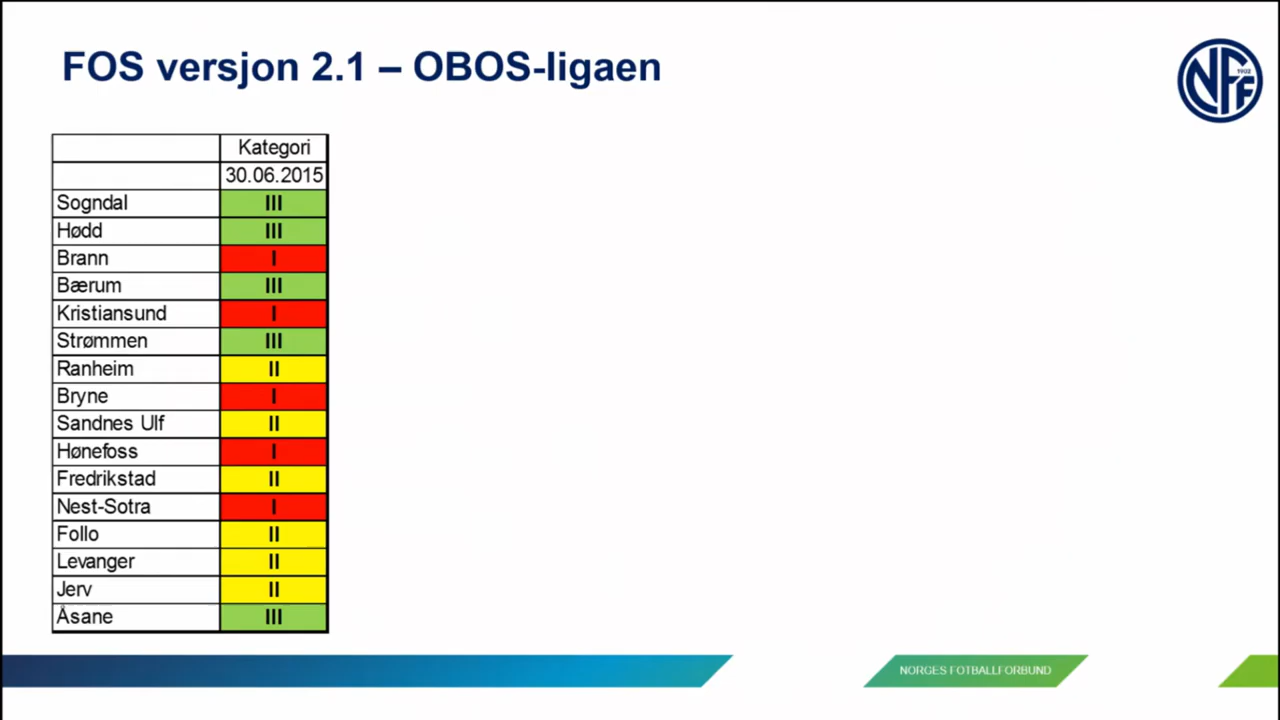 FOS versjon 2.1 – OBOS-ligaen
1902
NFF
Kategori
30.06.2015
Sogndal III
Hødd III
Brann I
Bærum III
Kristiansund I
Strømmen III
Ranheim II
Bryne I
Sandnes Ulf II
Hønefoss I
Fredrikstad II
Nest-Sotra I
Follo II
Levanger II
Jerv II
Åsane III
NORGES FOTBALLFORBUND